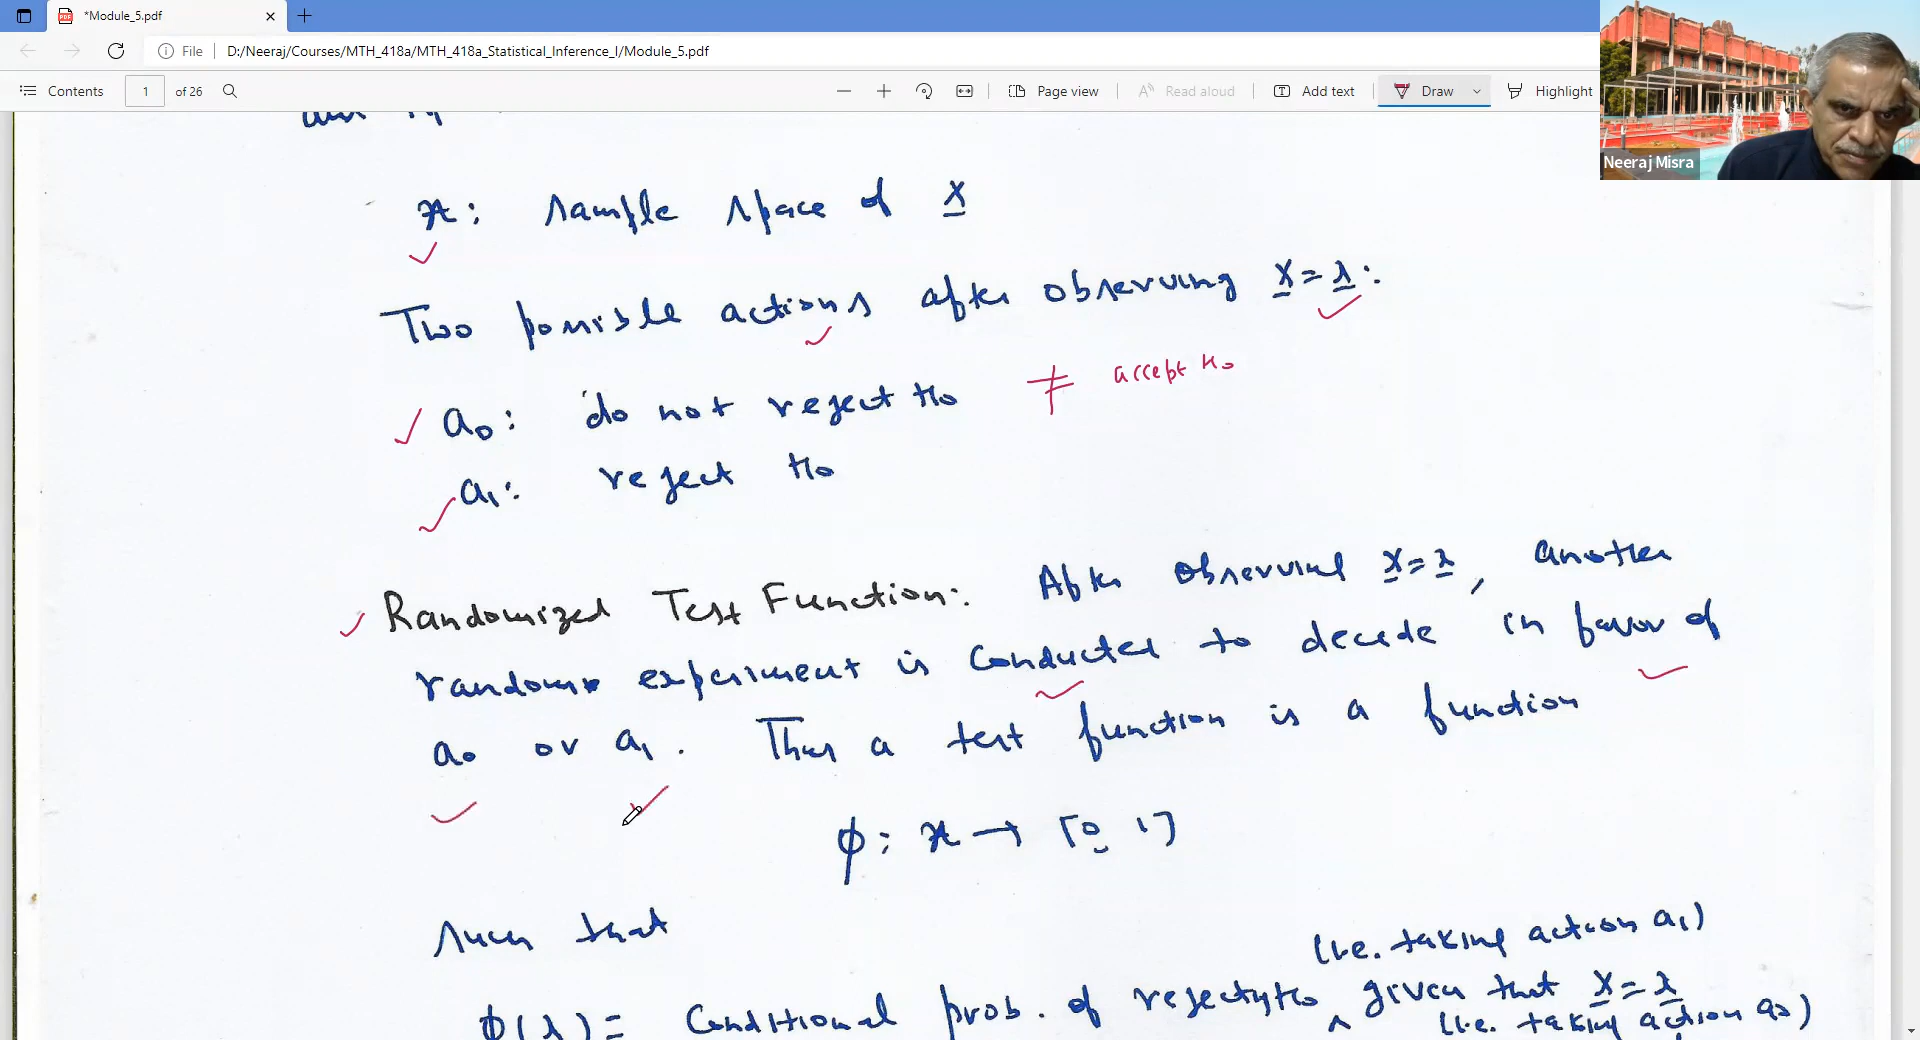 *Module_5.pdf
File D:/Neeraj/Courses/MTH_418a/MTH_418a_Statistical_Inference_I/Module_5.pdf
Contents 1 of 26 Page view Read aloud Add text Draw Highlight
Neeraj Misra
𝒳: sample space of X
Two possible actions after observing X = x:
a₀: do not reject H₀ ≠ accept H₀
a₁: reject H₀
Randomized Test Function: After observing X = x, another
random experiment is conducted to decide in favor of
a₀ or a₁. Thus a test function is a function
ϕ: 𝒳 → [0, 1]
such that
(i.e. taking action a₁)
ϕ(x) = Conditional prob. of rejecting H₀ given that X = x
(i.e. taking action a₀)